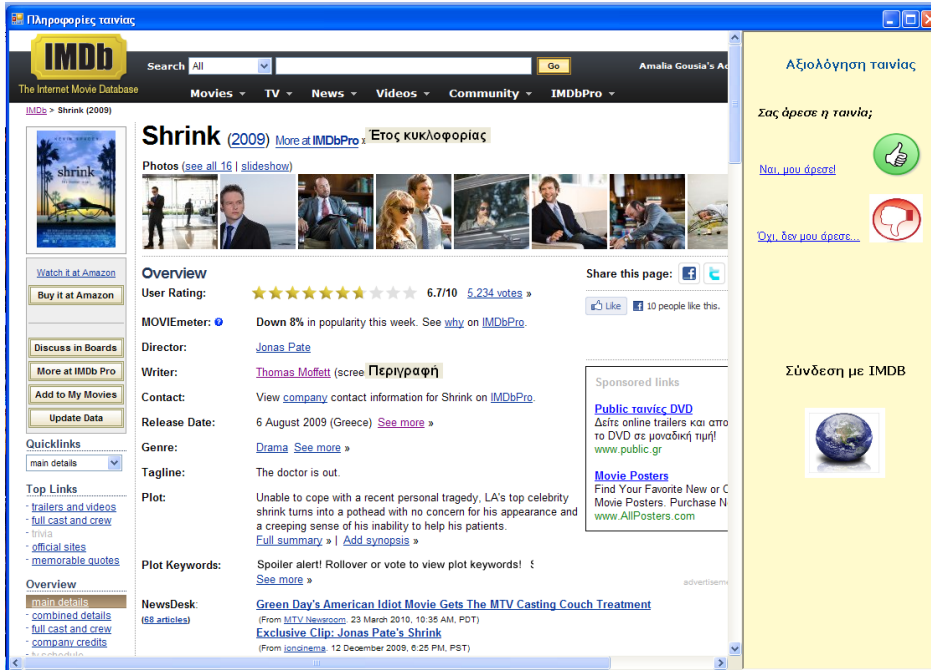 Πληροφορίες ταινίας
IMDb
The Internet Movie Database
Search All Go Amalia Gousia's Ac
Movies TV News Videos Community IMDbPro
IMDb > Shrink (2009)
shrink
Watch it at Amazon
Buy it at Amazon
Discuss in Boards
More at IMDb Pro
Add to My Movies
Update Data
Quicklinks
main details
Top Links
- trailers and videos
- full cast and crew
- trivia
- official sites
- memorable quotes
Overview
main details
- combined details
- full cast and crew
- company credits
- tv schedule
Shrink (2009) More at IMDbPro » Έτος κυκλοφορίας
Photos (see all 16 | slideshow)
Overview
User Rating: 6.7/10 5,234 votes »
MOVIEmeter: Down 8% in popularity this week. See why on IMDbPro.
Director: Jonas Pate
Writer: Thomas Moffett (scree Περιγραφή
Contact: View company contact information for Shrink on IMDbPro.
Release Date: 6 August 2009 (Greece) See more »
Genre: Drama See more »
Tagline: The doctor is out.
Plot: Unable to cope with a recent personal tragedy, LA's top celebrity
shrink turns into a pothead with no concern for his appearance and
a creeping sense of his inability to help his patients.
Full summary » | Add synopsis »
Plot Keywords: Spoiler alert! Rollover or vote to view plot keywords!
See more »
NewsDesk: Green Day's American Idiot Movie Gets The MTV Casting Couch Treatment
(68 articles) (From MTV Newsroom. 23 March 2010, 10:35 AM, PDT)
Exclusive Clip: Jonas Pate's Shrink
(From ioncinema. 12 December 2009, 6:25 PM, PST)
Share this page:
Like 10 people like this.
Sponsored links
Public ταινίες DVD
Δείτε online trailers και απο
το DVD σε μοναδική τιμή!
www.public.gr
Movie Posters
Find Your Favorite New or C
Movie Posters. Purchase N
www.AllPosters.com
advertisem
Αξιολόγηση ταινίας
Σας άρεσε η ταινία;
Ναι, μου άρεσε!
Όχι, δεν μου άρεσε...
Σύνδεση με IMDB